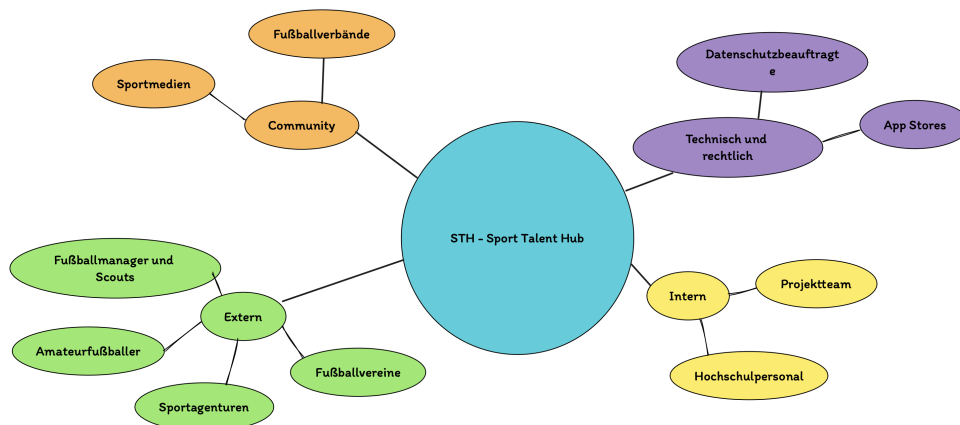 Fußballverbände
Sportmedien
Community
Datenschutzbeauftragt
e
App Stores
Technisch und
rechtlich
STH - Sport Talent Hub
Fußballmanager und
Scouts
Extern
Amateurfußballer
Fußballvereine
Sportagenturen
Intern
Projektteam
Hochschulpersonal